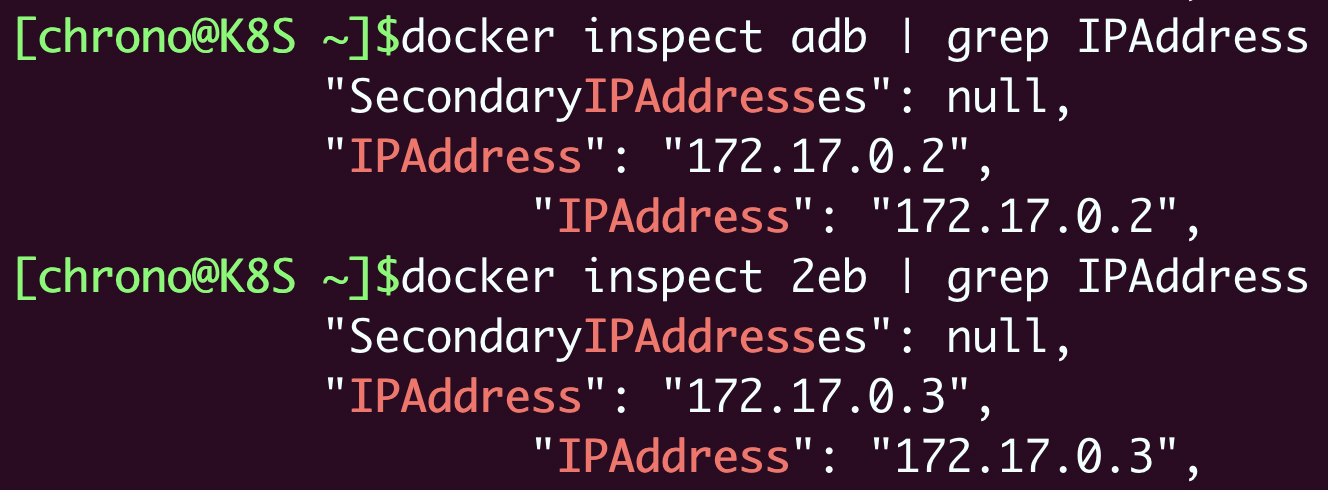 [chrono@K8S ~]$docker inspect adb | grep IPAddress
"SecondaryIPAddresses": null,
"IPAddress": "172.17.0.2",
"IPAddress": "172.17.0.2",
[chrono@K8S ~]$docker inspect 2eb | grep IPAddress
"SecondaryIPAddresses": null,
"IPAddress": "172.17.0.3",
"IPAddress": "172.17.0.3",